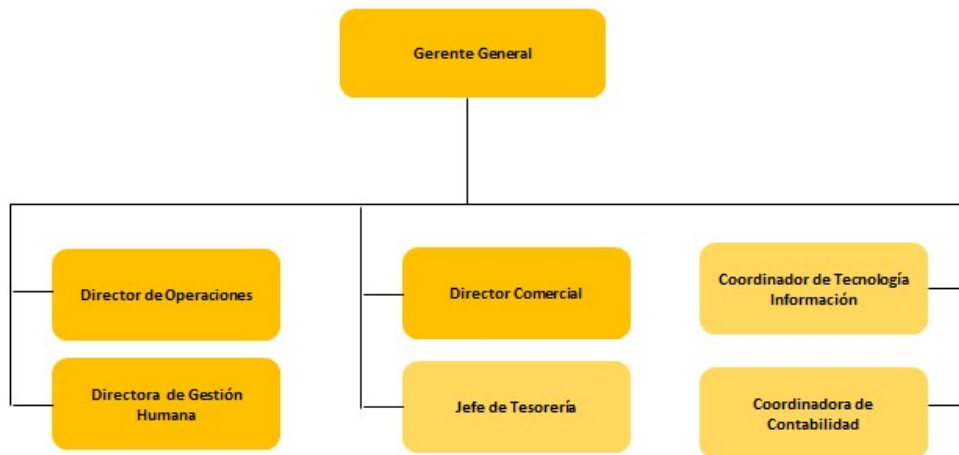 Gerente General
Director de Operaciones
Director Comercial
Coordinador de Tecnología
Información
Directora de Gestión
Humana
Jefe de Tesorería
Coordinadora de
Contabilidad